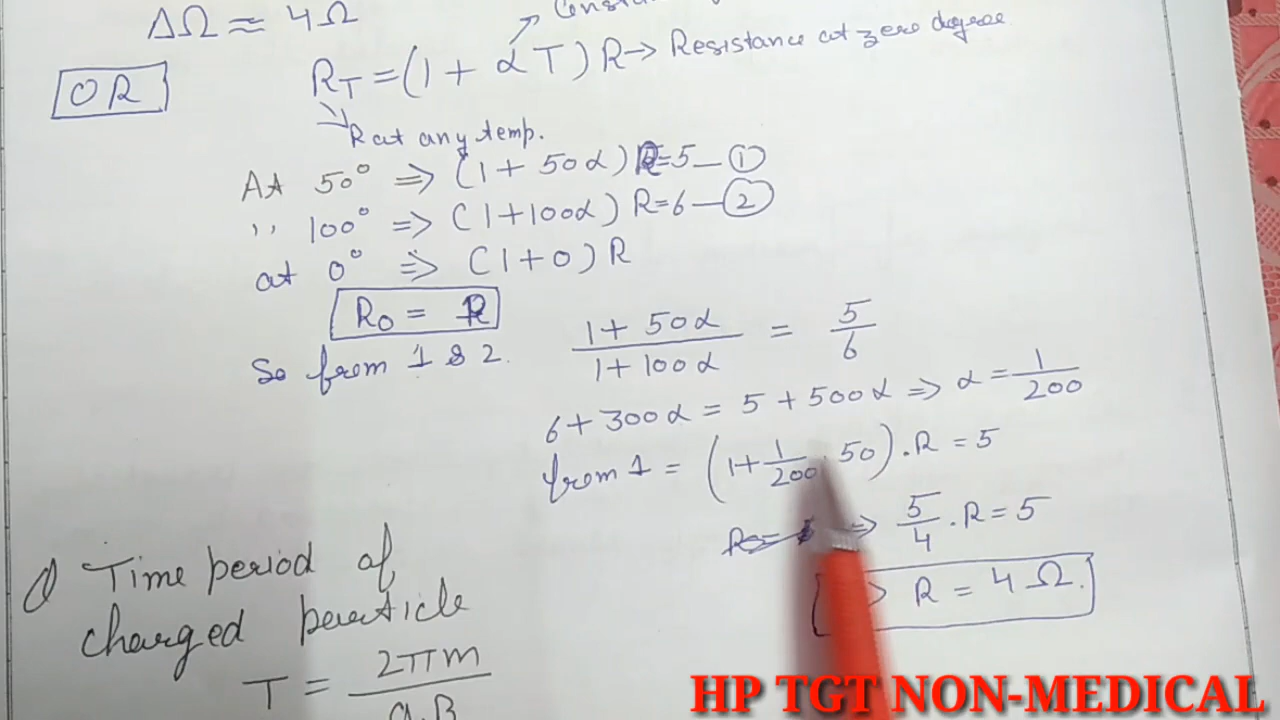 ΔΩ ≈ 4Ω
OR
R_T = (1 + αT) R → Resistance at zero degree
R at any temp.
At 50° ⇒ (1 + 50α) R = 5 — ①
,, 100° ⇒ (1+100α) R = 6 — ②
at 0° ⇒ (1+0) R
R₀ = R
So from 1 & 2. (1 + 50α)/(1 + 100α) = 5/6
6 + 300α = 5 + 500α ⇒ α = 1/200
from 1 = (1 + 1/200 · 50) . R = 5
⇒ 5/4 . R = 5
R = 4Ω.
Time period of
charged particle
T = 2πm/q.B
HP TGT NON-MEDICAL